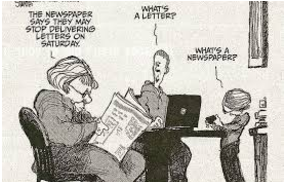 THE NEWSPAPER
SAYS THEY MAY
STOP DELIVERING
LETTERS ON
SATURDAY.
WHAT'S
A LETTER?
WHAT'S A
NEWSPAPER?